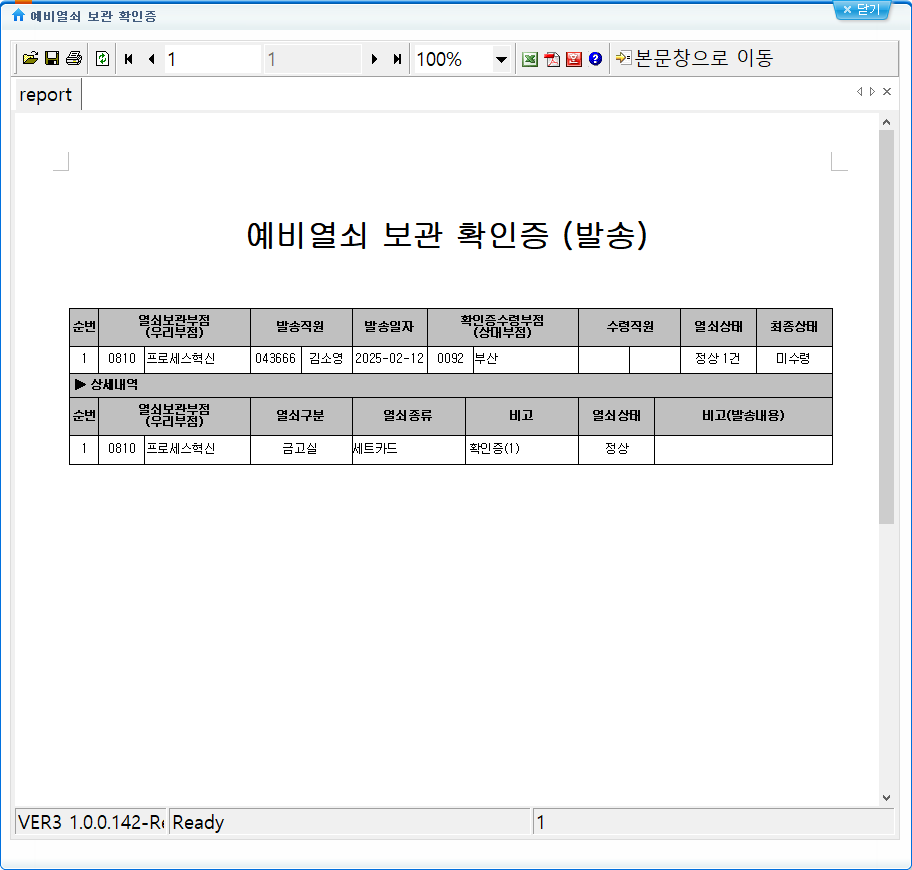 예비열쇠 보관 확인증
× 닫기
1 1 100% 본문창으로 이동
report
예비열쇠 보관 확인증 (발송)
순번 열쇠보관부점 (우리부점) 발송직원 발송일자 확인증수령부점 (상대부점) 수령직원 열쇠상태 최종상태
1 0810 프로세스혁신 043666 김소영 2025-02-12 0092 부산 정상 1건 미수령
▶ 상세내역
순번 열쇠보관부점 (우리부점) 열쇠구분 열쇠종류 비고 열쇠상태 비고(발송내용)
1 0810 프로세스혁신 금고실 세트카드 확인증(1) 정상
VER3 1.0.0.142-Re Ready 1